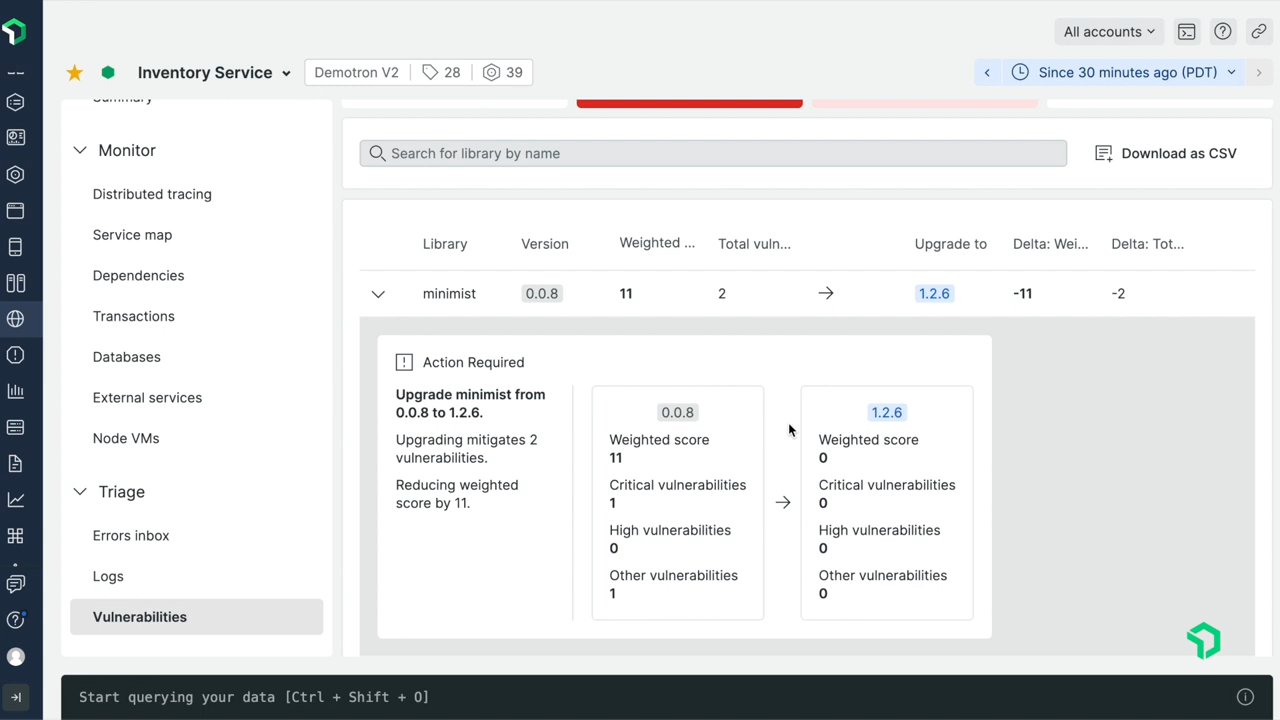 All accounts
Inventory Service
Demotron V2
28
39
Since 30 minutes ago (PDT)
Summary
Monitor
Distributed tracing
Service map
Dependencies
Transactions
Databases
External services
Node VMs
Triage
Errors inbox
Logs
Vulnerabilities
Search for library by name
Download as CSV
Library Version Weighted ... Total vuln... Upgrade to Delta: Wei... Delta: Tot...
minimist 0.0.8 11 2 → 1.2.6 -11 -2
Action Required
Upgrade minimist from
0.0.8 to 1.2.6.
Upgrading mitigates 2
vulnerabilities.
Reducing weighted
score by 11.
0.0.8
Weighted score
11
Critical vulnerabilities
1
High vulnerabilities
0
Other vulnerabilities
1
→
1.2.6
Weighted score
0
Critical vulnerabilities
0
High vulnerabilities
0
Other vulnerabilities
0
Start querying your data [Ctrl + Shift + O]